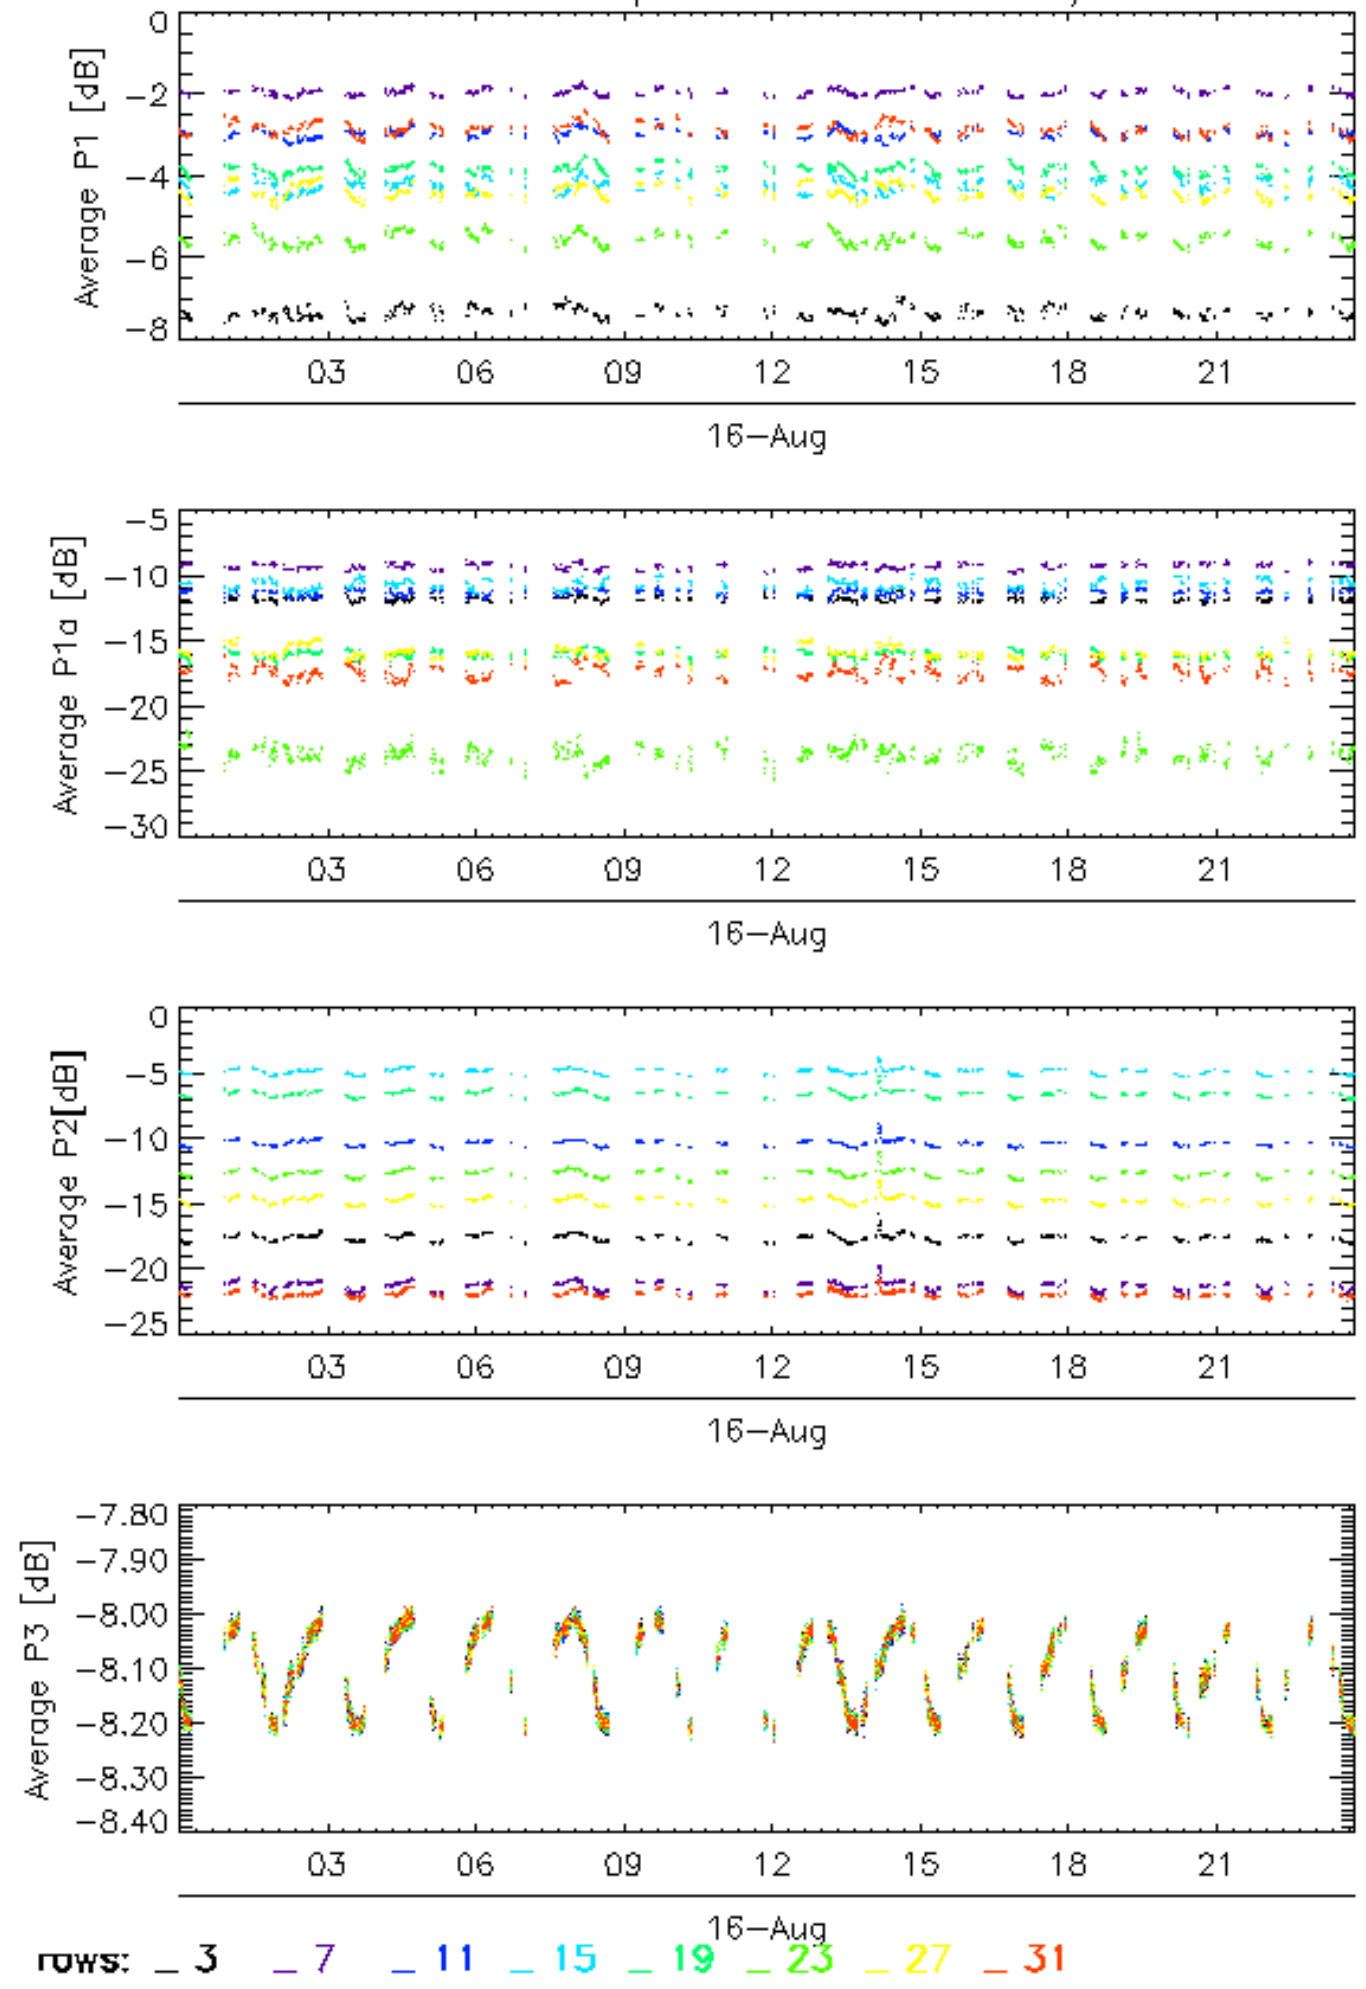 0
Average P1 [dB]
−2
−4
−6
−8
03 06 09 12 15 18 21
16−Aug
−5
Average P1a [dB]
−10
−15
−20
−25
−30
03 06 09 12 15 18 21
16−Aug
0
Average P2[dB]
−5
−10
−15
−20
−25
03 06 09 12 15 18 21
16−Aug
−7.80
Average P3 [dB]
−7.90
−8.00
−8.10
−8.20
−8.30
−8.40
03 06 09 12 15 18 21
16−Aug
rows: _ 3 _ 7 _ 11 _ 15 _ 19 _ 23 _ 27 _ 31